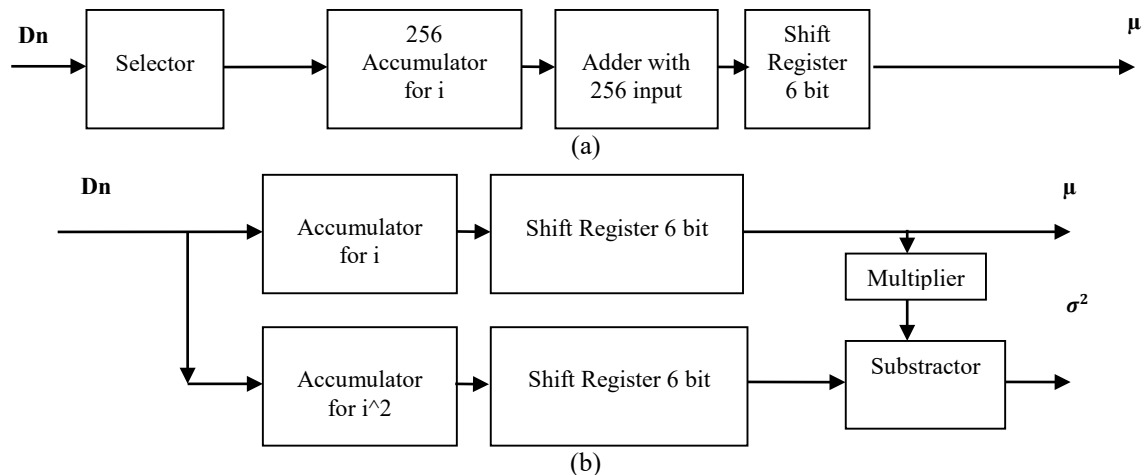 Dn
Selector
256
Accumulator
for i
Adder with
256 input
Shift
Register
6 bit
μ
(a)
Dn
Accumulator
for i
Shift Register 6 bit
μ
Multiplier
σ²
Accumulator
for i^2
Shift Register 6 bit
Substractor
(b)